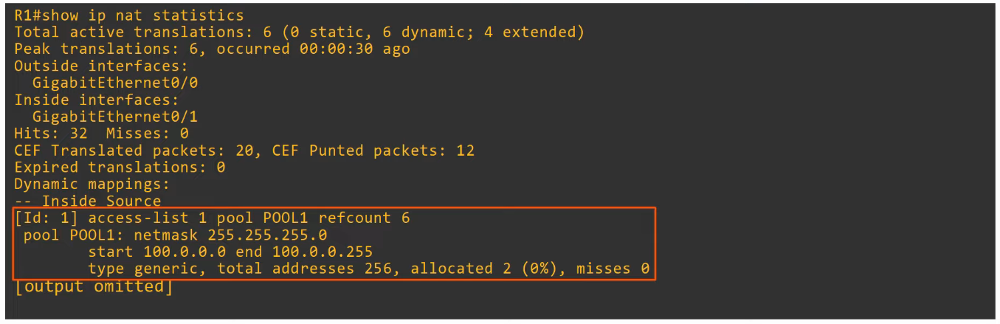 R1#show ip nat statistics
Total active translations: 6 (0 static, 6 dynamic; 4 extended)
Peak translations: 6, occurred 00:00:30 ago
Outside interfaces:
  GigabitEthernet0/0
Inside interfaces:
  GigabitEthernet0/1
Hits: 32  Misses: 0
CEF Translated packets: 20, CEF Punted packets: 12
Expired translations: 0
Dynamic mappings:
-- Inside Source
[Id: 1] access-list 1 pool POOL1 refcount 6
 pool POOL1: netmask 255.255.255.0
        start 100.0.0.0 end 100.0.0.255
        type generic, total addresses 256, allocated 2 (0%), misses 0
[output omitted]